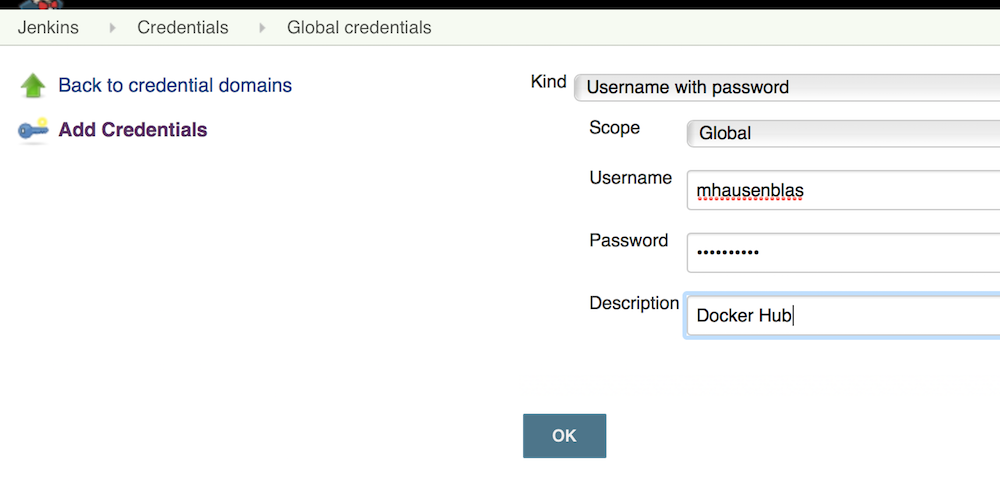 Jenkins Credentials Global credentials
Back to credential domains
Add Credentials
Kind Username with password
Scope Global
Username mhausenblas
Password ••••••••••
Description Docker Hub
OK